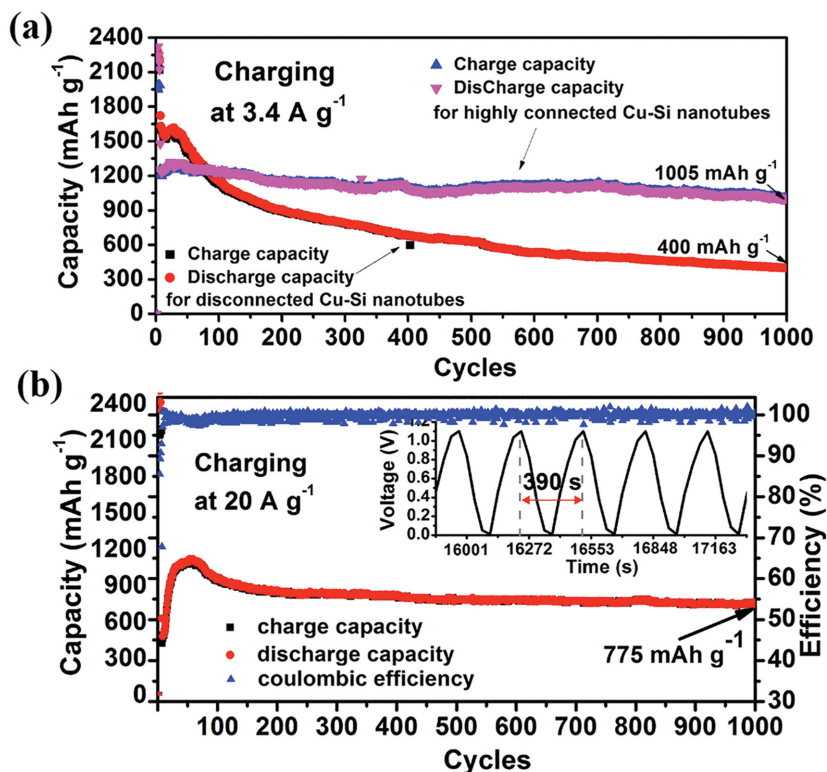 (a)
2400
2100
1800
1500
1200
900
600
300
0
Capacity (mAh g-1)
Charging
at 3.4 A g-1
Charge capacity
DisCharge capacity
for highly connected Cu-Si nanotubes
1005 mAh g-1
400 mAh g-1
Charge capacity
Discharge capacity
for disconnected Cu-Si nanotubes
0 100 200 300 400 500 600 700 800 900 1000
Cycles
(b)
2400
2100
1800
1500
1200
900
600
300
0
Capacity (mAh g-1)
Charging
at 20 A g-1
1.2
1.0
0.8
0.6
0.4
0.2
0.0
Voltage (V)
390 s
16001 16272 16553 16848 17163
Time (s)
100
90
80
70
60
50
40
30
Efficiency (%)
charge capacity
discharge capacity
coulombic efficiency
775 mAh g-1
100 200 300 400 500 600 700 800 900 1000
Cycles